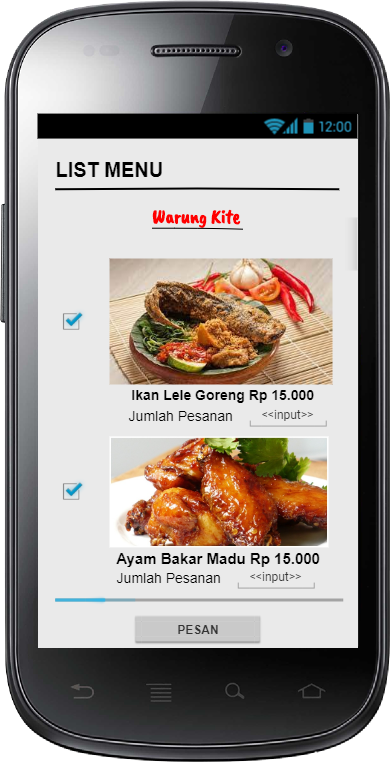 12:00
LIST MENU
Warung Kite
Ikan Lele Goreng Rp 15.000
Jumlah Pesanan <<input>>
Ayam Bakar Madu Rp 15.000
Jumlah Pesanan <<input>>
PESAN